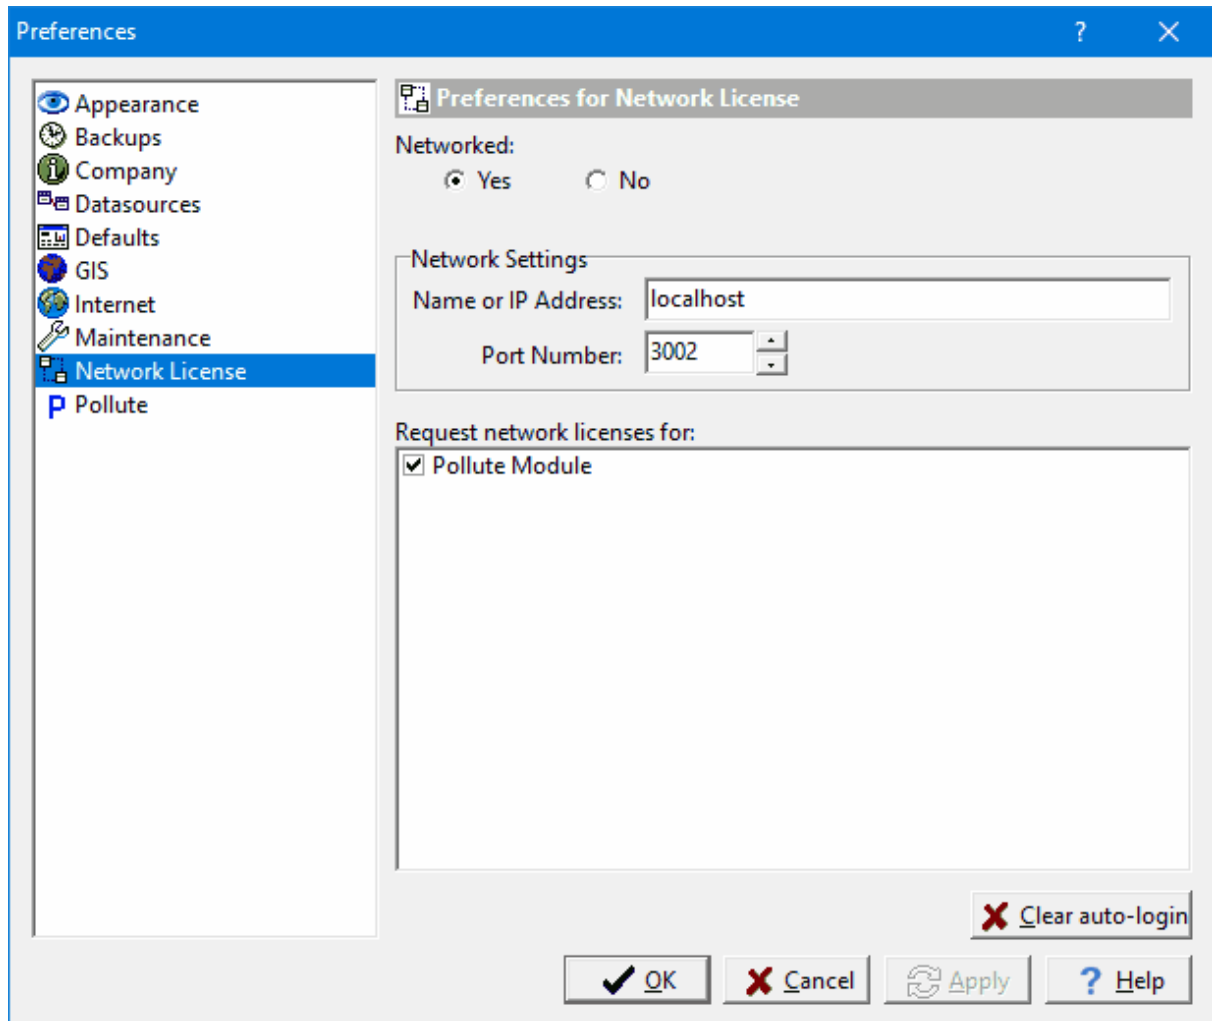 Preferences
Appearance
Backups
Company
Datasources
Defaults
GIS
Internet
Maintenance
Network License
P Pollute
Preferences for Network License
Networked:
Yes No
Network Settings
Name or IP Address: localhost
Port Number: 3002
Request network licenses for:
Pollute Module
Clear auto-login
OK Cancel Apply ? Help